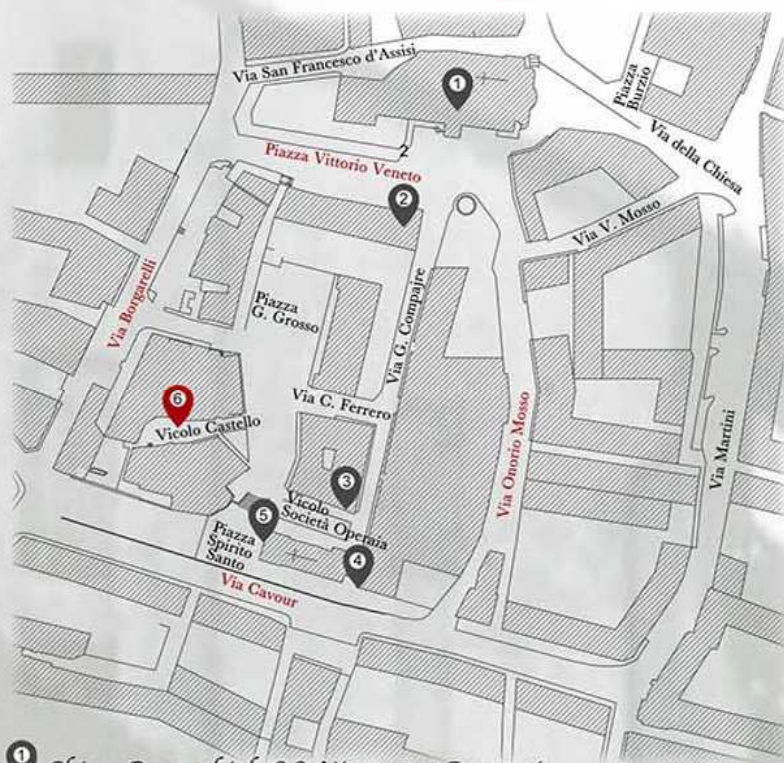 Via San Francesco d'Assisi
1
Piazza
Burzio
Via della Chiesa
2
Piazza Vittorio Veneto
2
Via V. Mosso
Via Borgarelli
Piazza
G. Grosso
Via G. Compajre
Via C. Ferrero
6
Vicolo Castello
Via Onorio Mosso
Via Martini
3
Vicolo
Società Operaia
5
Piazza
Spirito
Santo
4
Via Cavour
1